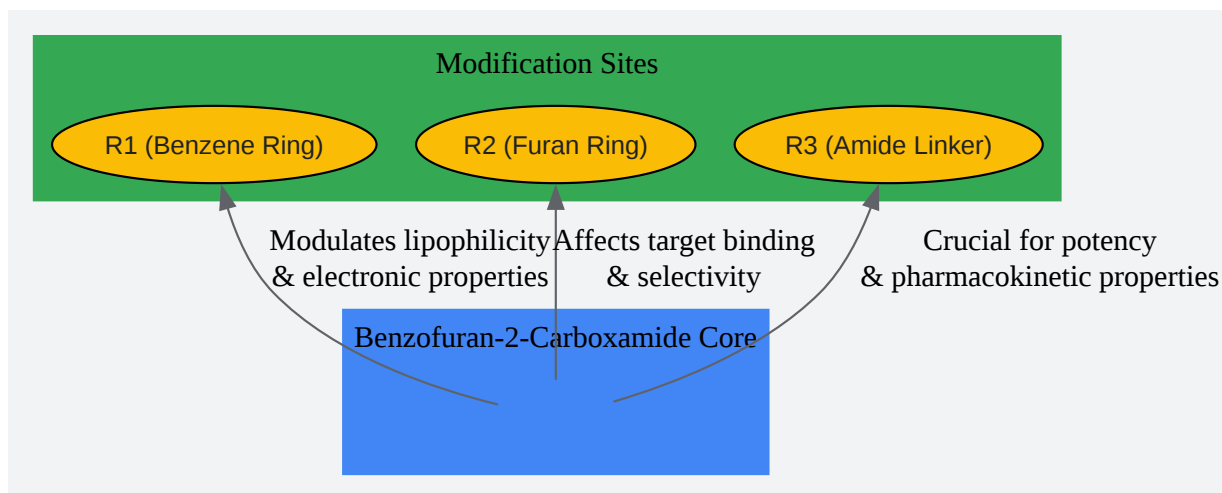 Modification Sites
R1 (Benzene Ring)
R2 (Furan Ring)
R3 (Amide Linker)
Modulates lipophilicity
& electronic properties
Affects target binding
& selectivity
Crucial for potency
& pharmacokinetic properties
Benzofuran-2-Carboxamide Core